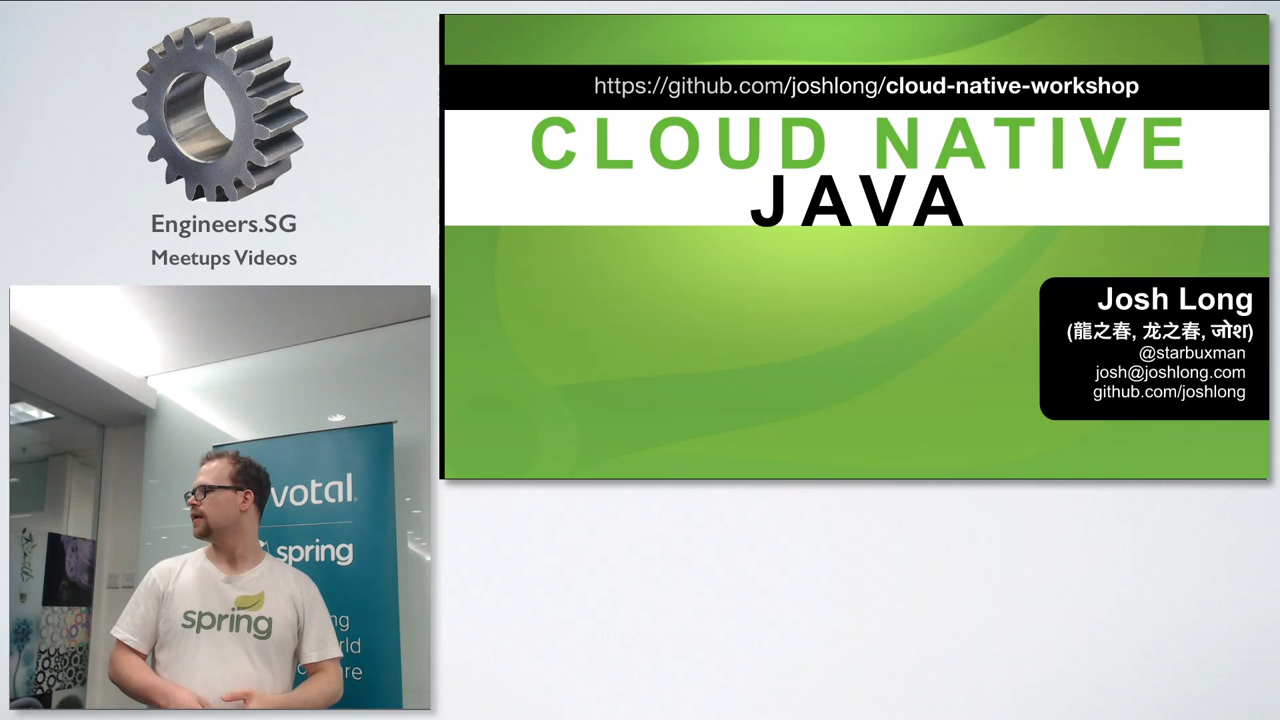 Engineers.SG
Meetups Videos
https://github.com/joshlong/cloud-native-workshop
CLOUD NATIVE
JAVA
Josh Long
(龍之春, 龙之春, जोश)
@starbuxman
josh@joshlong.com
github.com/joshlong
votal
spring
spring